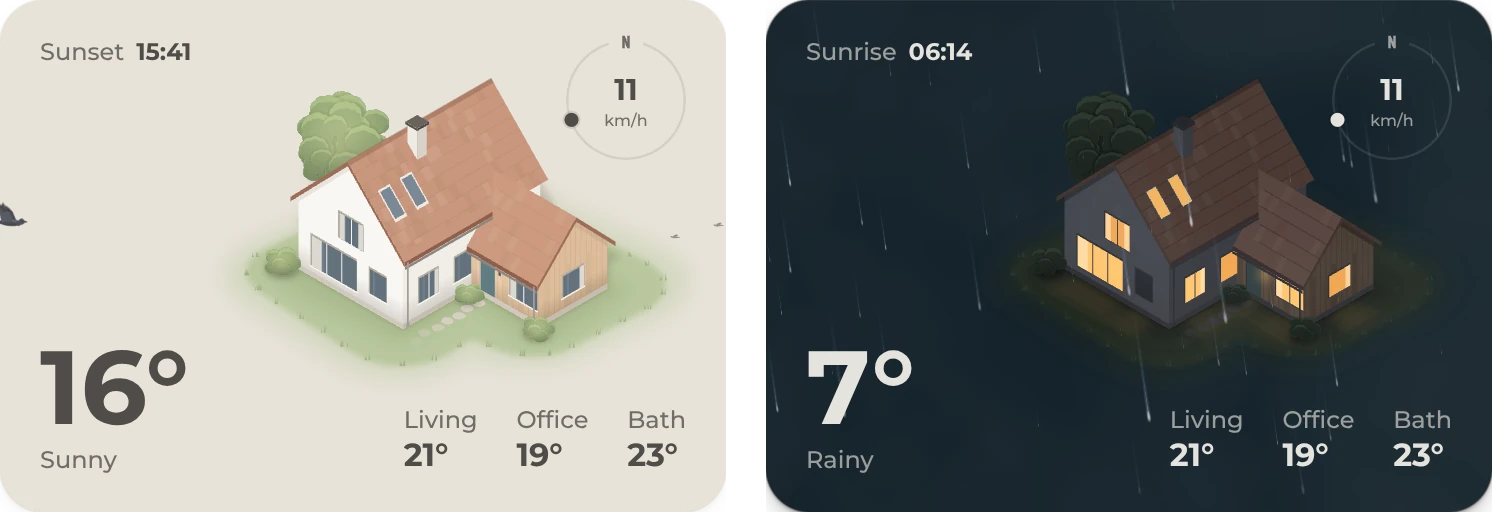 Sunset 15:41
N
11
km/h
16°
Sunny
Living Office Bath
21° 19° 23°
Sunrise 06:14
N
11
km/h
7°
Rainy
Living Office Bath
21° 19° 23°